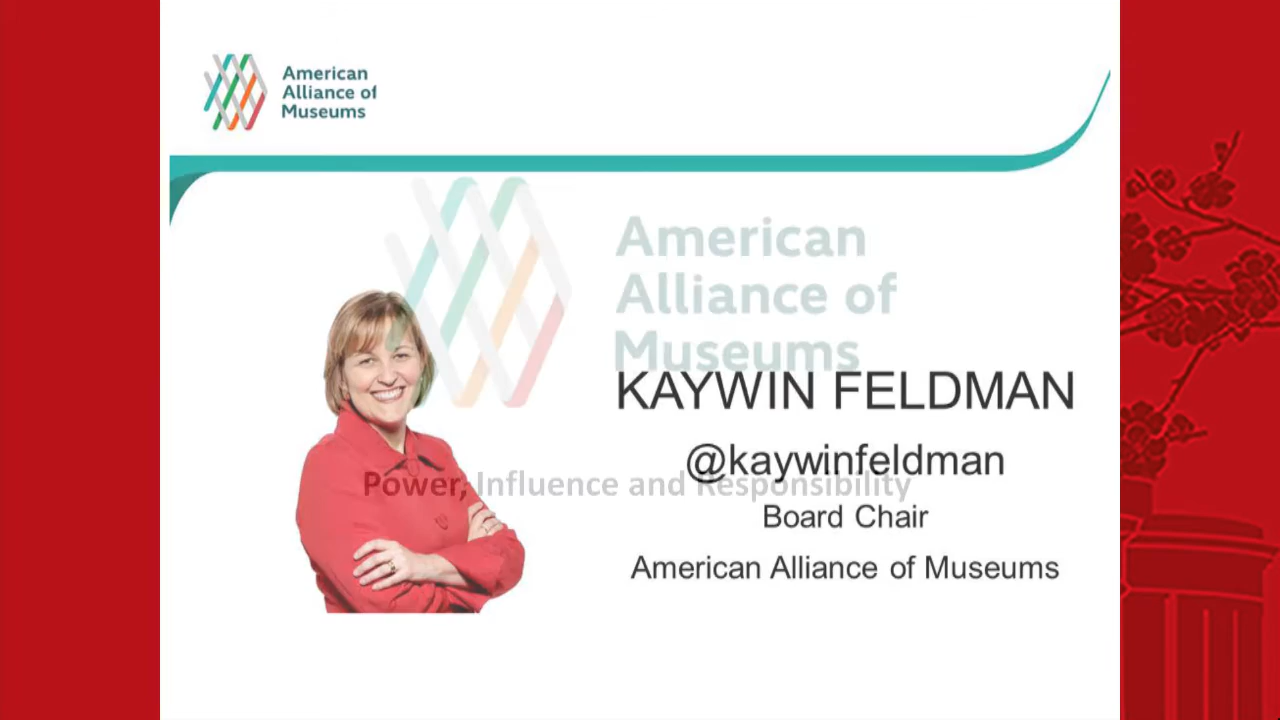 American
Alliance of
Museums
American
Alliance of
Museums
KAYWIN FELDMAN
@kaywinfeldman
Power, Influence and Responsibility
Board Chair
American Alliance of Museums